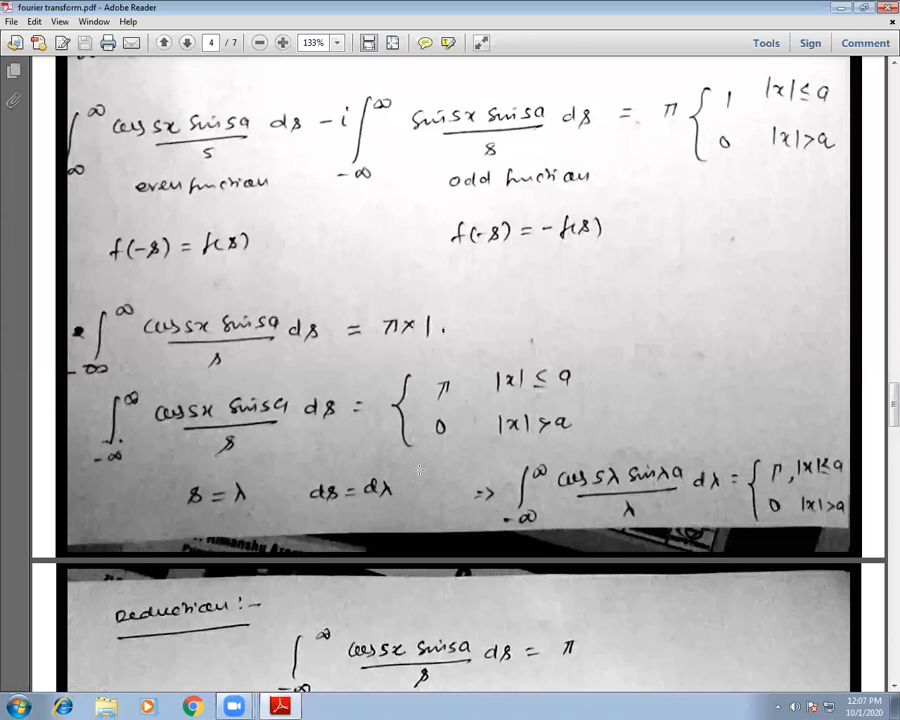 fourier transform.pdf - Adobe Reader
File Edit View Window Help
4 / 7 133% Tools Sign Comment
∫_{-∞}^{∞} cos sx sin sa / s ds - i ∫_{-∞}^{∞} sin sx sin sa / s ds = π { 1 |x| ≤ a
0 |x| > a
even function odd function
f(-s) = f(s) f(-s) = - f(s)
∫_{-∞}^{∞} cos sx sin sa / s ds = π × 1.
∫_{-∞}^{∞} cos sx sin sa / s ds = { π |x| ≤ a
0 |x| > a
s = λ ds = dλ => ∫_{-∞}^{∞} cos sλ sin λa / λ dλ = { π, |x| ≤ a
0 |x| > a
Deduction :-
∫_{-∞}^{∞} cos sx sin sa / s ds = π
12:07 PM
10/1/2020